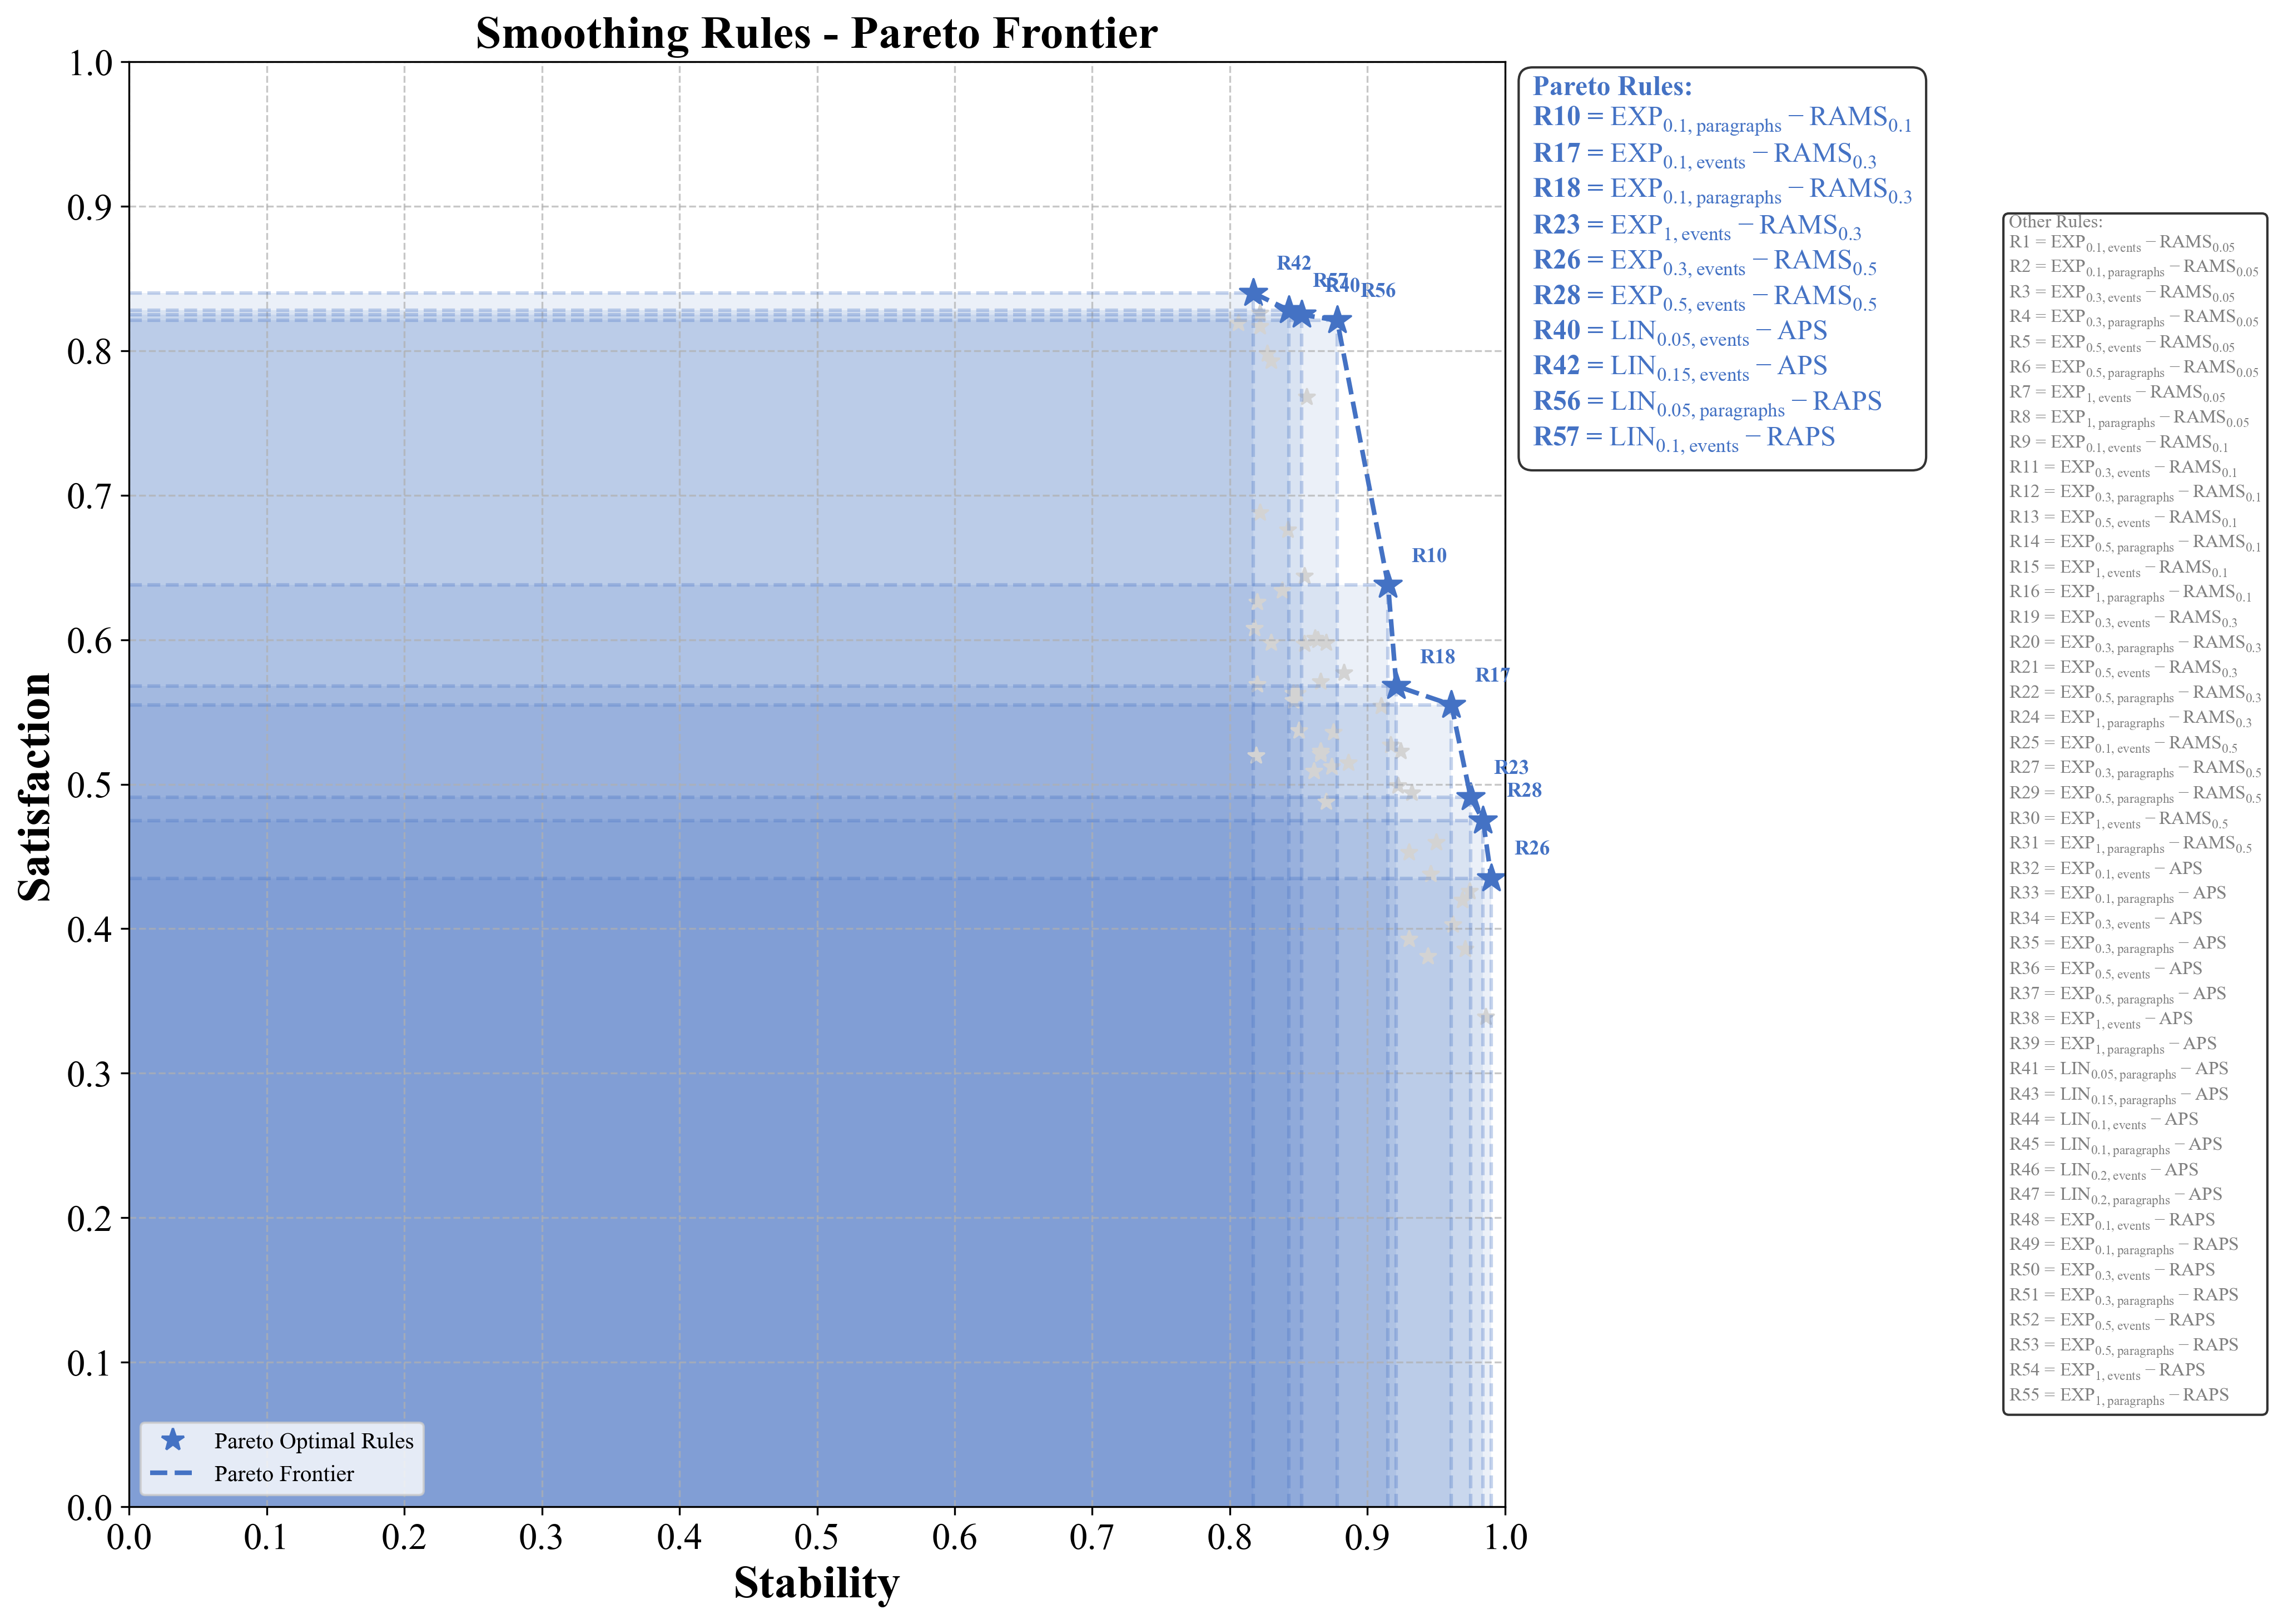 Smoothing Rules - Pareto Frontier
Satisfaction
1.0
0.9
0.8
0.7
0.6
0.5
0.4
0.3
0.2
0.1
0.0
0.0 0.1 0.2 0.3 0.4 0.5 0.6 0.7 0.8 0.9 1.0
Stability
R42
R57
R40
R56
R10
R18
R17
R23
R28
R26
Pareto Optimal Rules
Pareto Frontier
Pareto Rules:
R10 = EXP0.1, paragraphs − RAMS0.1
R17 = EXP0.1, events − RAMS0.3
R18 = EXP0.1, paragraphs − RAMS0.3
R23 = EXP1, events − RAMS0.3
R26 = EXP0.3, events − RAMS0.5
R28 = EXP0.5, events − RAMS0.5
R40 = LIN0.05, events − APS
R42 = LIN0.15, events − APS
R56 = LIN0.05, paragraphs − RAPS
R57 = LIN0.1, events − RAPS
Other Rules:
R1 = EXP0.1, events − RAMS0.05
R2 = EXP0.1, paragraphs − RAMS0.05
R3 = EXP0.3, events − RAMS0.05
R4 = EXP0.3, paragraphs − RAMS0.05
R5 = EXP0.5, events − RAMS0.05
R6 = EXP0.5, paragraphs − RAMS0.05
R7 = EXP1, events − RAMS0.05
R8 = EXP1, paragraphs − RAMS0.05
R9 = EXP0.1, events − RAMS0.1
R11 = EXP0.3, events − RAMS0.1
R12 = EXP0.3, paragraphs − RAMS0.1
R13 = EXP0.5, events − RAMS0.1
R14 = EXP0.5, paragraphs − RAMS0.1
R15 = EXP1, events − RAMS0.1
R16 = EXP1, paragraphs − RAMS0.1
R19 = EXP0.3, events − RAMS0.3
R20 = EXP0.3, paragraphs − RAMS0.3
R21 = EXP0.5, events − RAMS0.3
R22 = EXP0.5, paragraphs − RAMS0.3
R24 = EXP1, paragraphs − RAMS0.3
R25 = EXP0.1, events − RAMS0.5
R27 = EXP0.3, paragraphs − RAMS0.5
R29 = EXP0.5, paragraphs − RAMS0.5
R30 = EXP1, events − RAMS0.5
R31 = EXP1, paragraphs − RAMS0.5
R32 = EXP0.1, events − APS
R33 = EXP0.1, paragraphs − APS
R34 = EXP0.3, events − APS
R35 = EXP0.3, paragraphs − APS
R36 = EXP0.5, events − APS
R37 = EXP0.5, paragraphs − APS
R38 = EXP1, events − APS
R39 = EXP1, paragraphs − APS
R41 = LIN0.05, paragraphs − APS
R43 = LIN0.15, paragraphs − APS
R44 = LIN0.1, events − APS
R45 = LIN0.1, paragraphs − APS
R46 = LIN0.2, events − APS
R47 = LIN0.2, paragraphs − APS
R48 = EXP0.1, events − RAPS
R49 = EXP0.1, paragraphs − RAPS
R50 = EXP0.3, events − RAPS
R51 = EXP0.3, paragraphs − RAPS
R52 = EXP0.5, events − RAPS
R53 = EXP0.5, paragraphs − RAPS
R54 = EXP1, events − RAPS
R55 = EXP1, paragraphs − RAPS